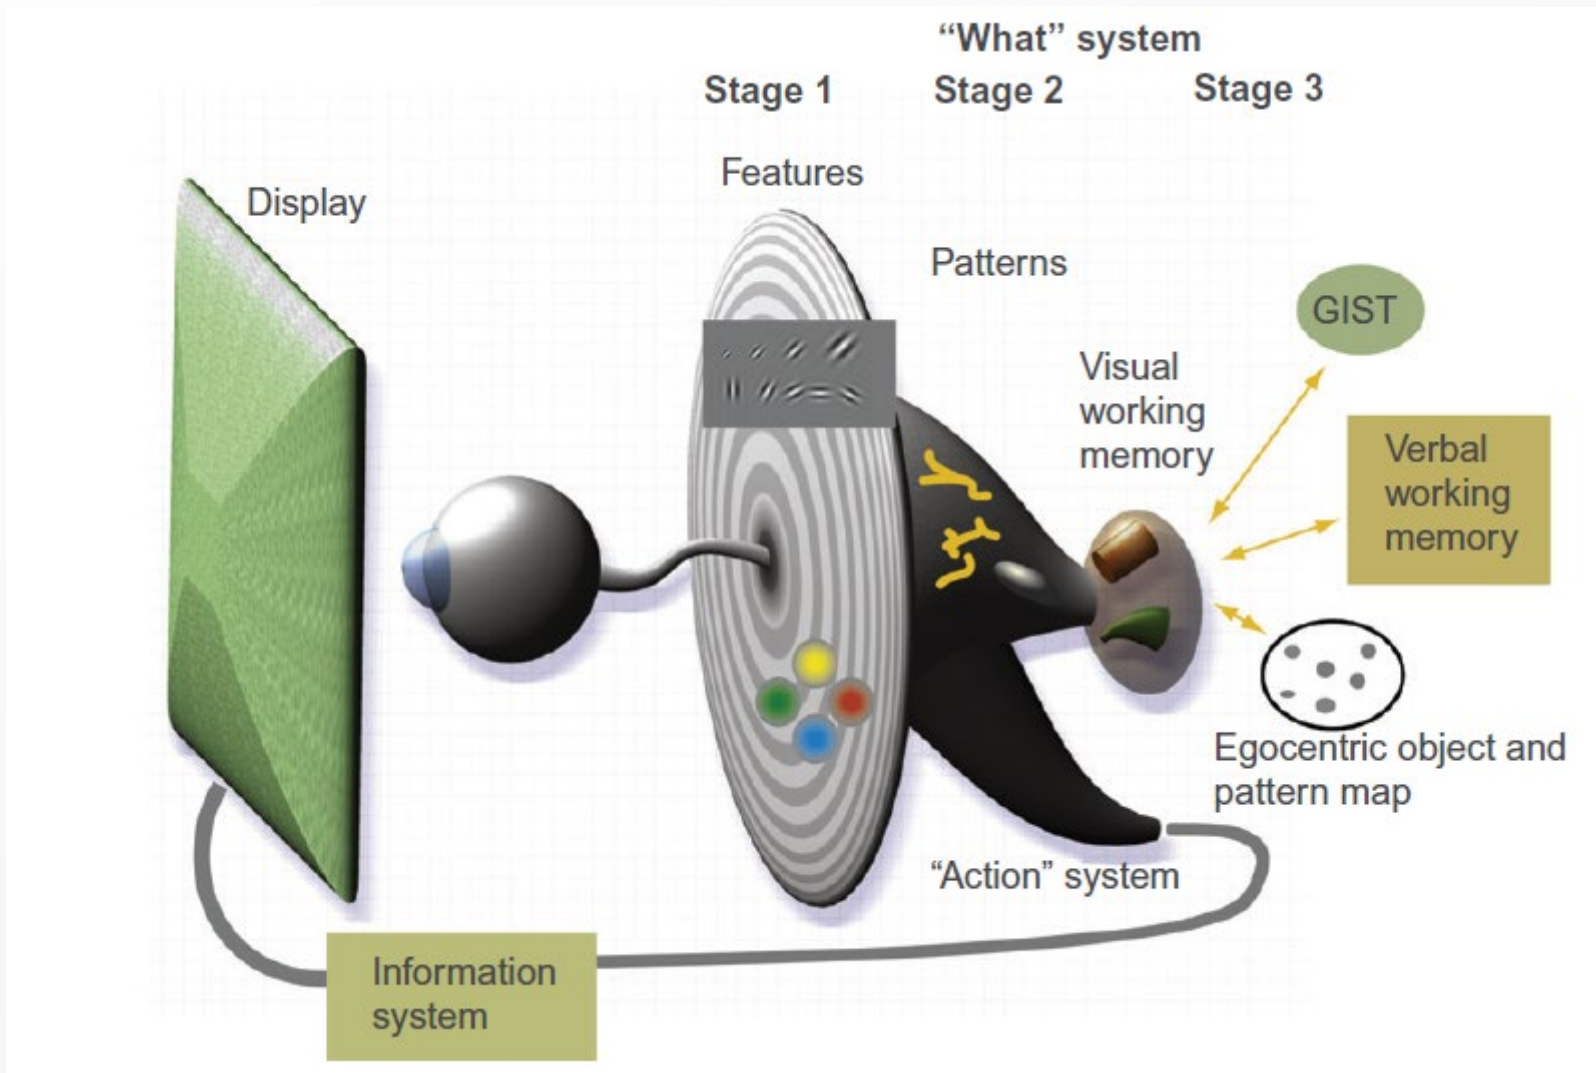 “What” system
Stage 1
Stage 2
Stage 3
Features
Display
Patterns
GIST
Visual
working
memory
Verbal
working
memory
Egocentric object and
pattern map
“Action” system
Information
system